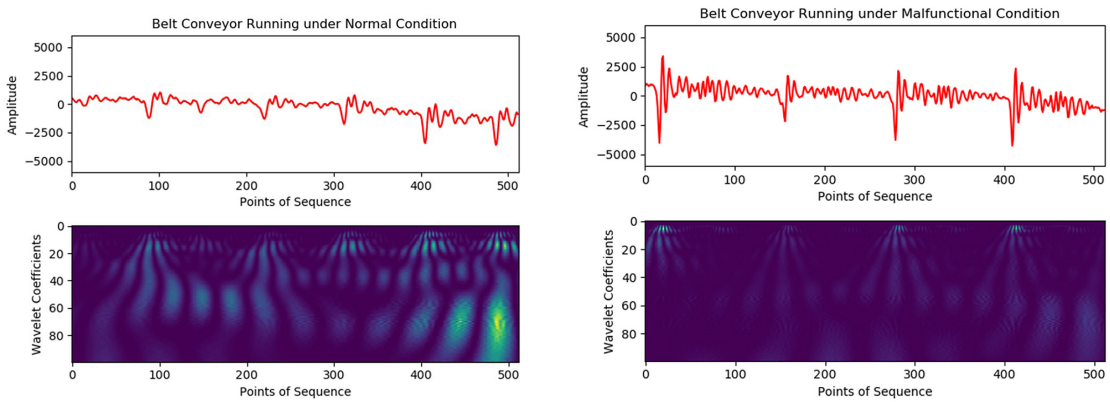 Belt Conveyor Running under Normal Condition
5000
2500
0
−2500
−5000
Amplitude
0 100 200 300 400 500
Points of Sequence
0
20
40
60
80
Wavelet Coefficients
0 100 200 300 400 500
Points of Sequence
Belt Conveyor Running under Malfunctional Condition
5000
2500
0
−2500
−5000
Amplitude
0 100 200 300 400 500
Points of Sequence
0
20
40
60
80
Wavelet Coefficients
0 100 200 300 400 500
Points of Sequence